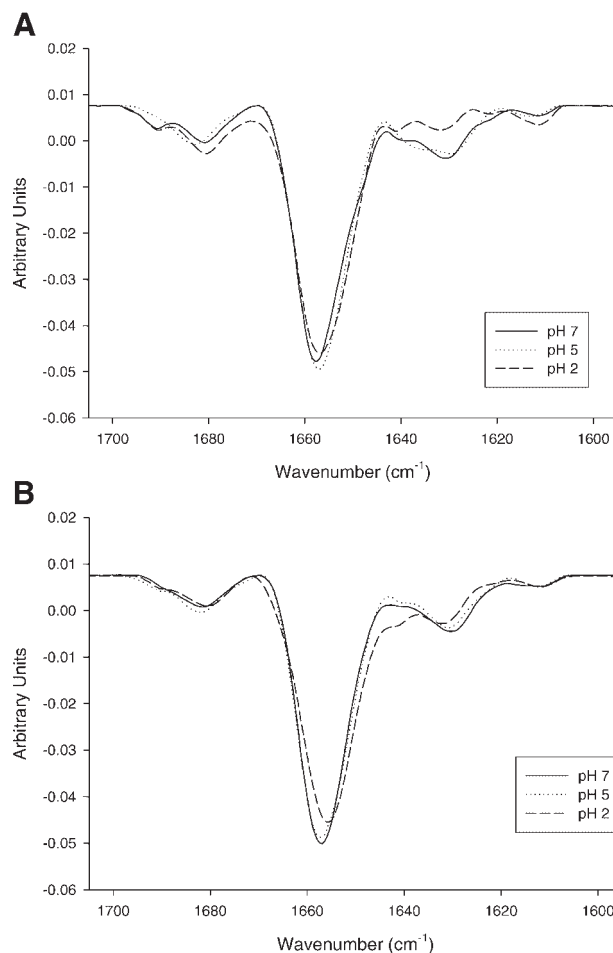 A
0.02
0.01
0.00
-0.01
-0.02
-0.03
-0.04
-0.05
-0.06
Arbitrary Units
pH 7
pH 5
pH 2
1700 1680 1660 1640 1620 1600
Wavenumber (cm-1)
B
0.02
0.01
0.00
-0.01
-0.02
-0.03
-0.04
-0.05
-0.06
Arbitrary Units
pH 7
pH 5
pH 2
1700 1680 1660 1640 1620 1600
Wavenumber (cm-1)